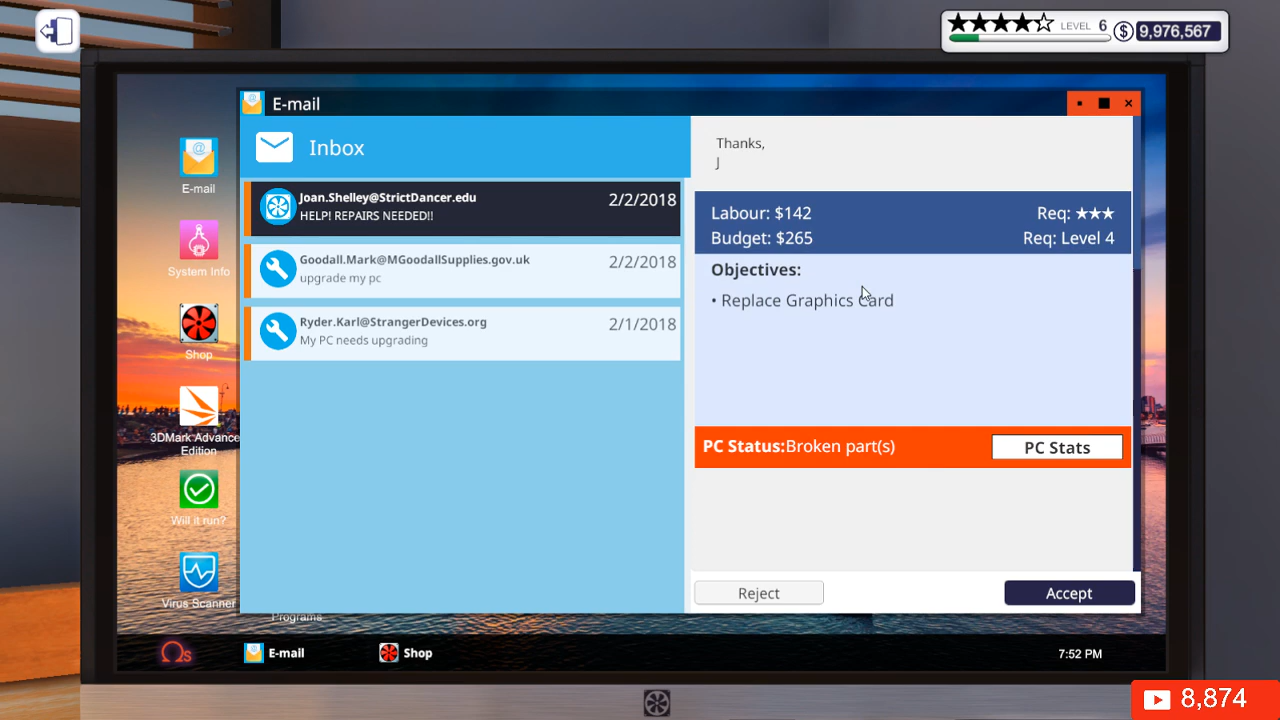 LEVEL 6 $ 9,976,567
E-mail
Inbox
Joan.Shelley@StrictDancer.edu 2/2/2018
HELP! REPAIRS NEEDED!!
Goodall.Mark@MGoodallSupplies.gov.uk 2/2/2018
upgrade my pc
Ryder.Karl@StrangerDevices.org 2/1/2018
My PC needs upgrading
Thanks,
J
Labour: $142 Req: ★★★
Budget: $265 Req: Level 4
Objectives:
• Replace Graphics Card
PC Status:Broken part(s) PC Stats
Reject Accept
E-mail
System Info
Shop
3DMark Advance
Edition
Will it run?
Virus Scanner
Programs
Ωs E-mail Shop 7:52 PM
8,874